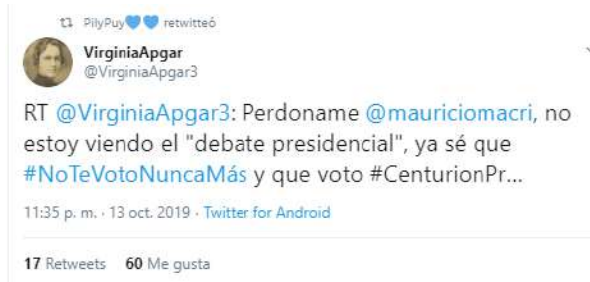 PilyPuy💙💙 retwitteó
VirginiaApgar
@VirginiaApgar3
RT @VirginiaApgar3: Perdoname @mauriciomacri, no
estoy viendo el "debate presidencial", ya sé que
#NoTeVotoNuncaMás y que voto #CenturionPr...
11:35 p. m. · 13 oct. 2019 · Twitter for Android
17 Retweets 60 Me gusta